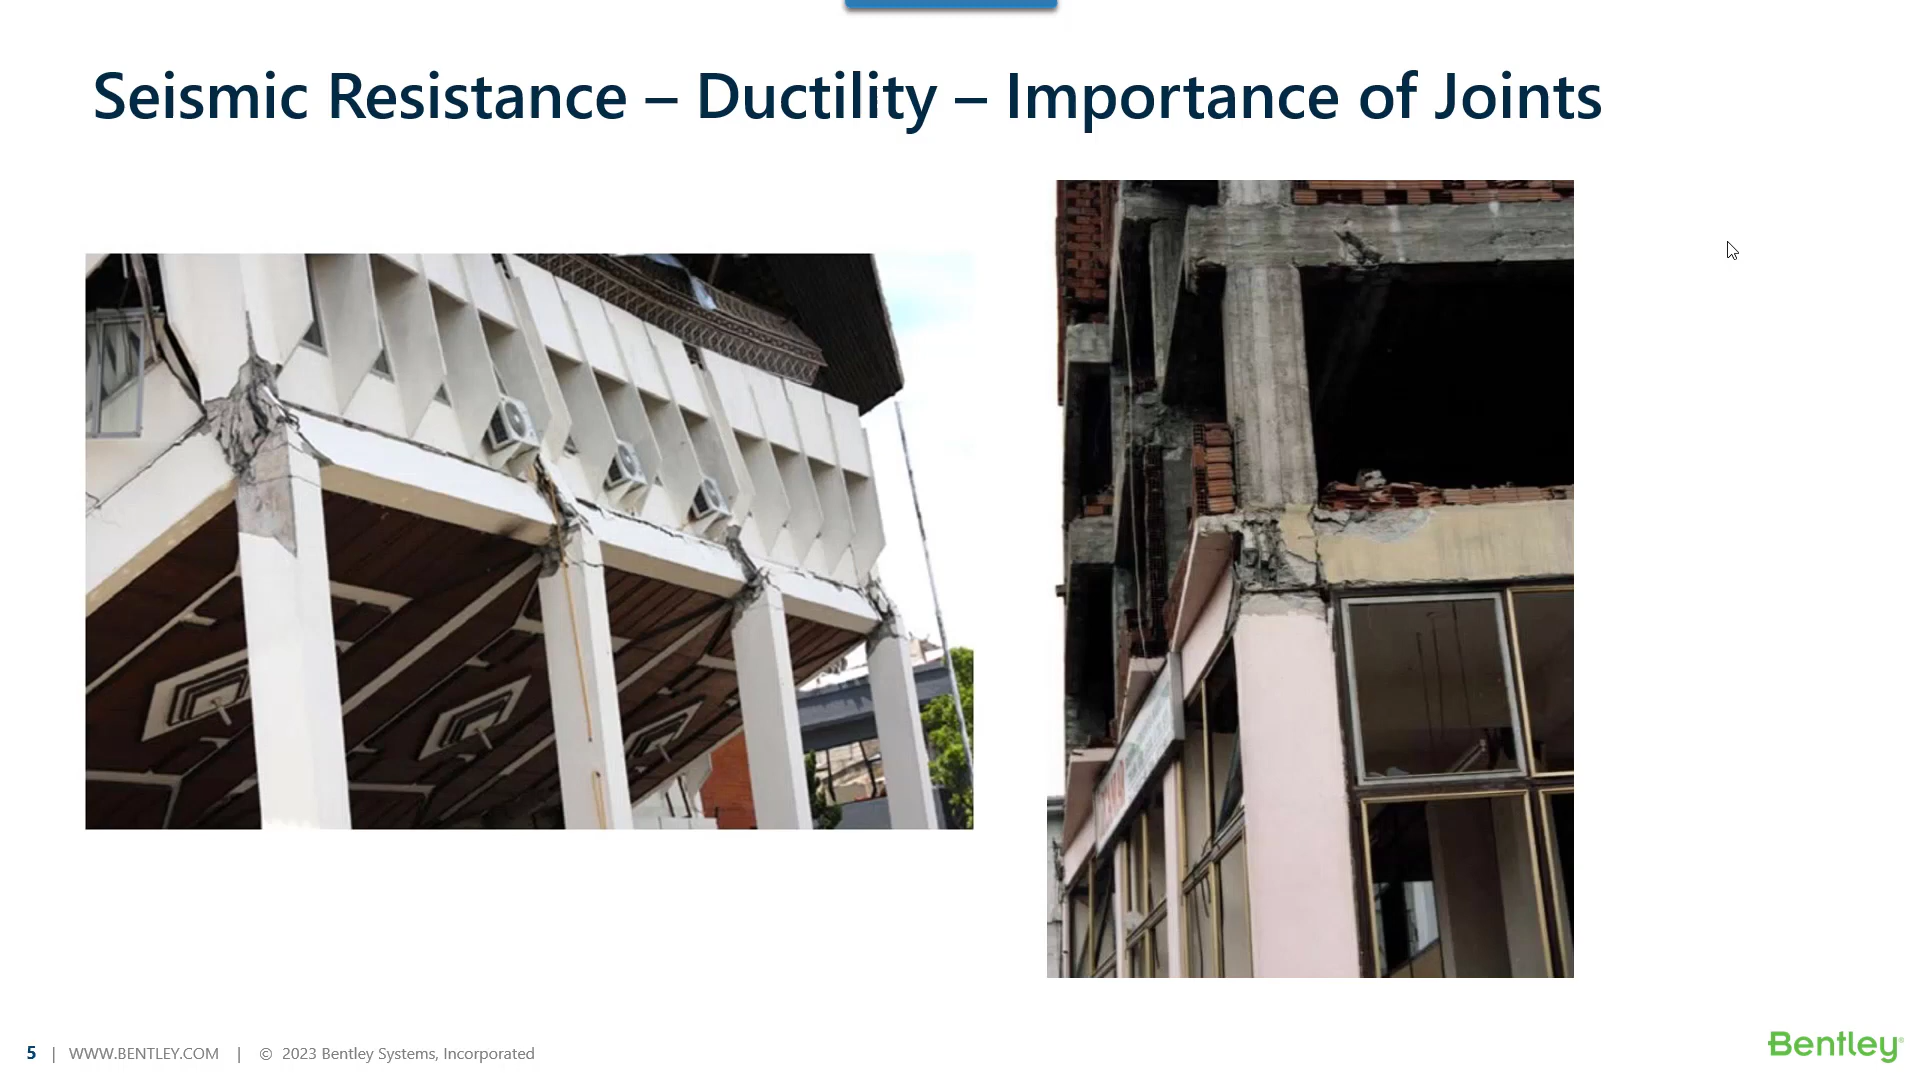 Seismic Resistance – Ductility – Importance of Joints
5 | WWW.BENTLEY.COM | © 2023 Bentley Systems, Incorporated
Bentley